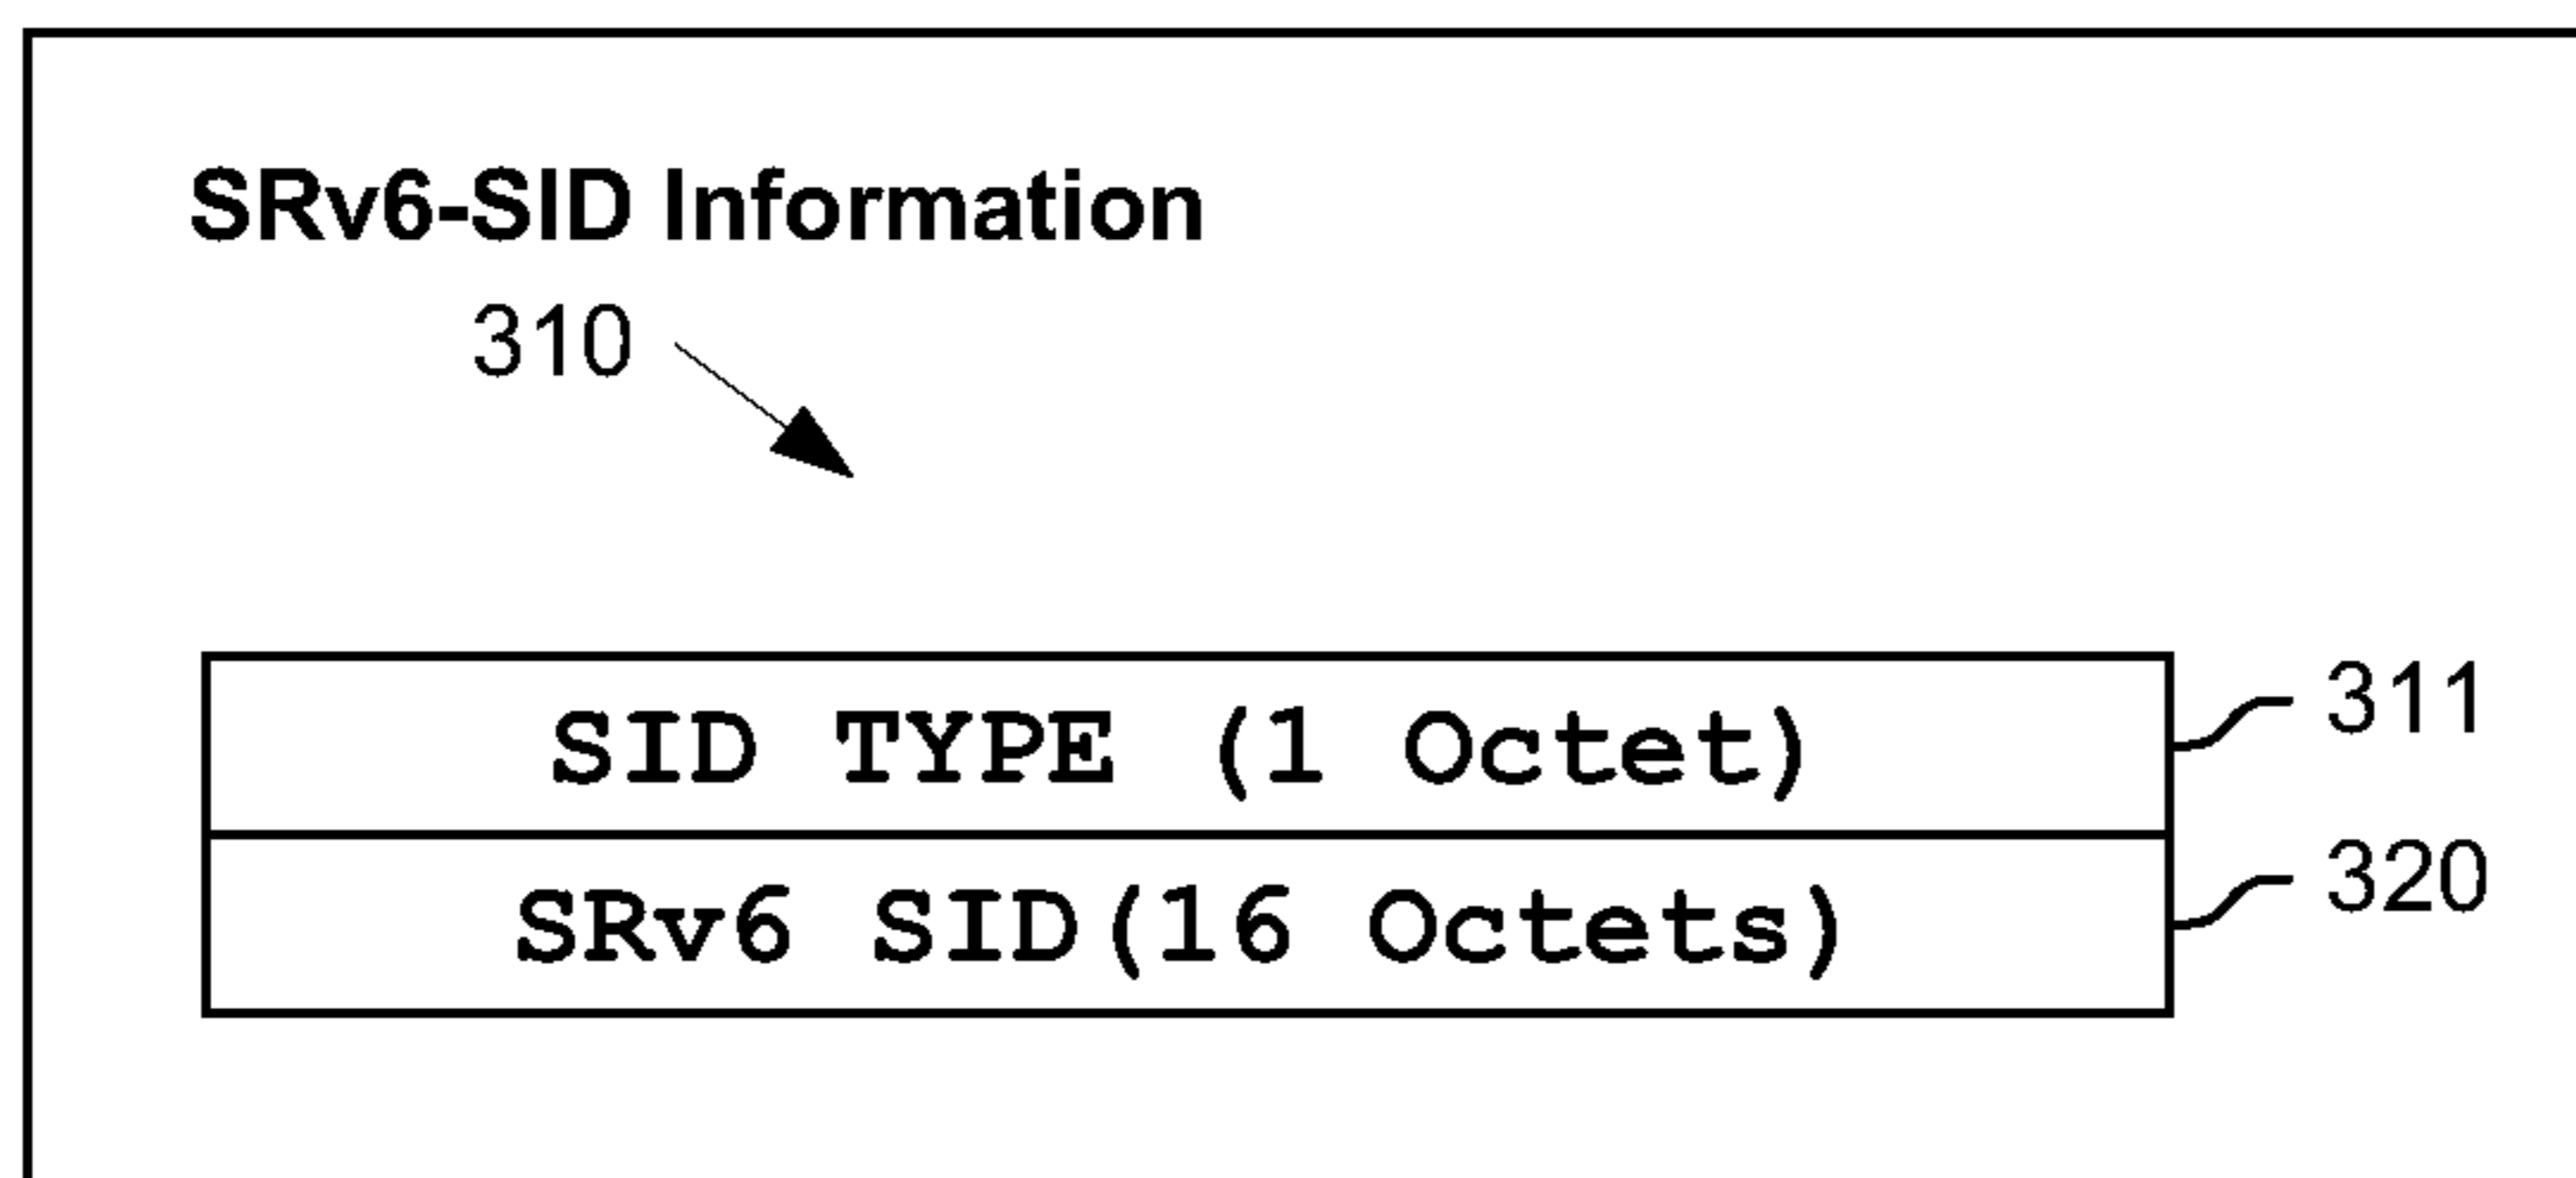 SRv6-SID Information
310
SID TYPE (1 Octet)
311
SRv6 SID(16 Octets)
320